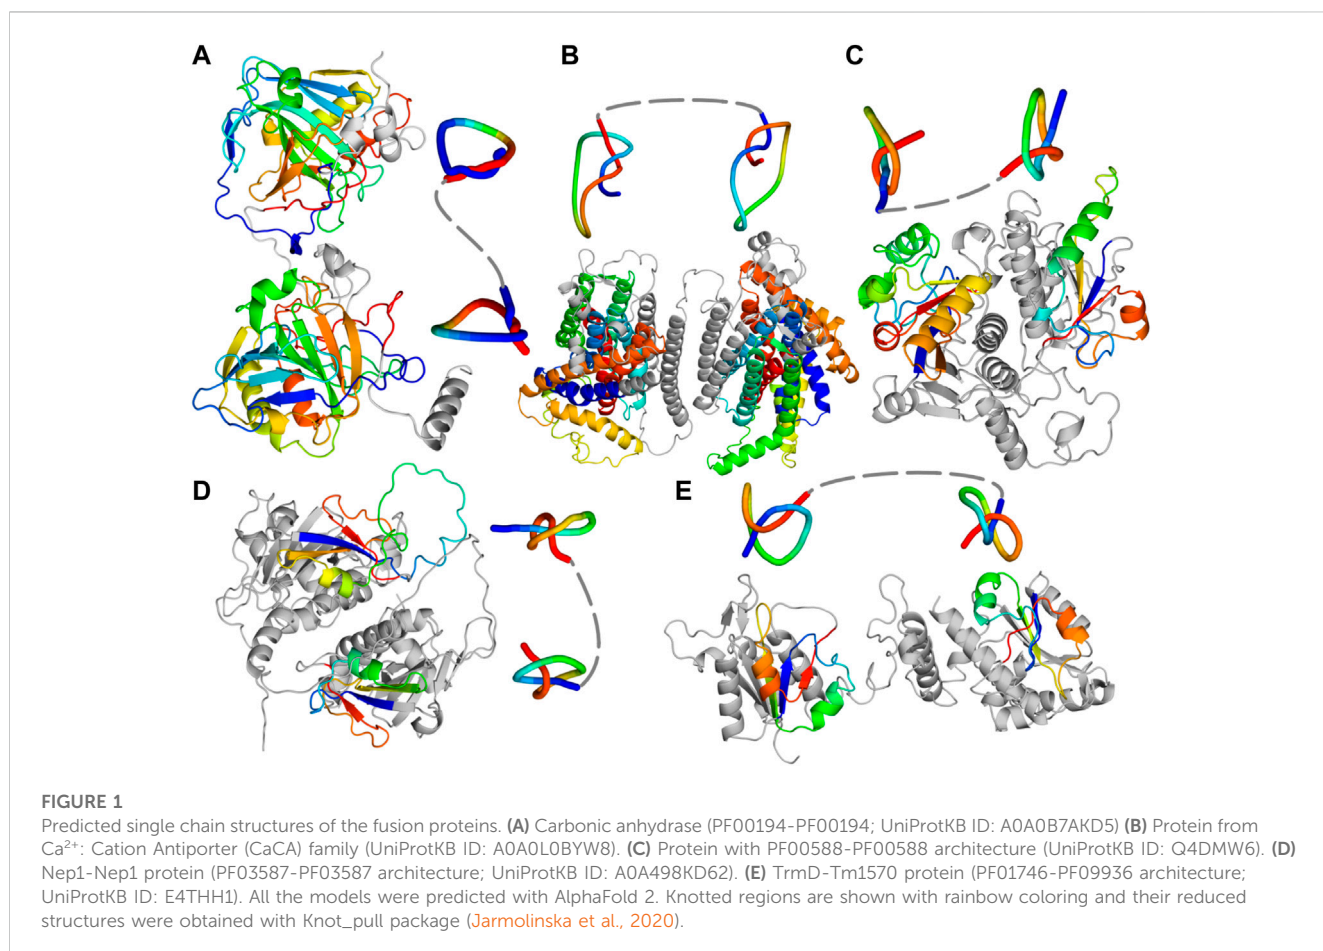 A
B
C
D
E
FIGURE 1
Predicted single chain structures of the fusion proteins. (A) Carbonic anhydrase (PF00194-PF00194; UniProtKB ID: A0A0B7AKD5) (B) Protein from
Ca²⁺: Cation Antiporter (CaCA) family (UniProtKB ID: A0A0L0BYW8). (C) Protein with PF00588-PF00588 architecture (UniProtKB ID: Q4DMW6). (D)
Nep1-Nep1 protein (PF03587-PF03587 architecture; UniProtKB ID: A0A498KD62). (E) TrmD-Tm1570 protein (PF01746-PF09936 architecture;
UniProtKB ID: E4THH1). All the models were predicted with AlphaFold 2. Knotted regions are shown with rainbow coloring and their reduced
structures were obtained with Knot_pull package (Jarmolinska et al., 2020).